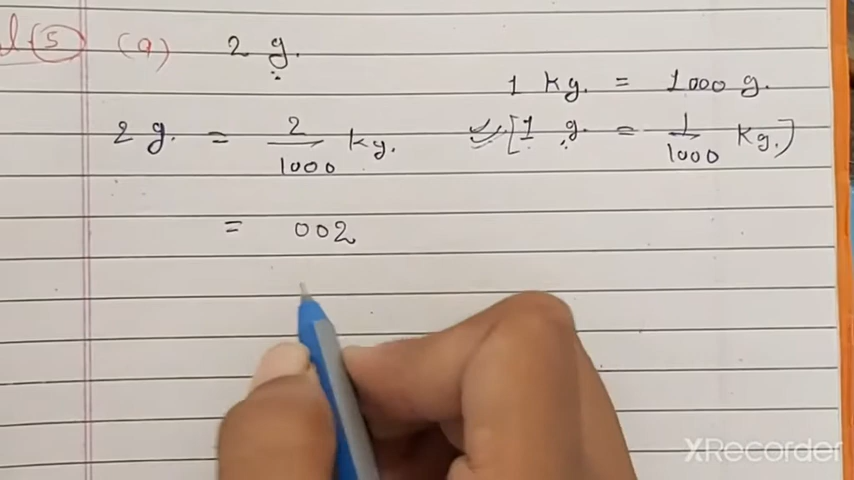 (5) (a) 2 g.
1 kg. = 1000 g.
2 g. = 2/1000 kg. [1 g. = 1/1000 kg.]
= 002
XRecorder